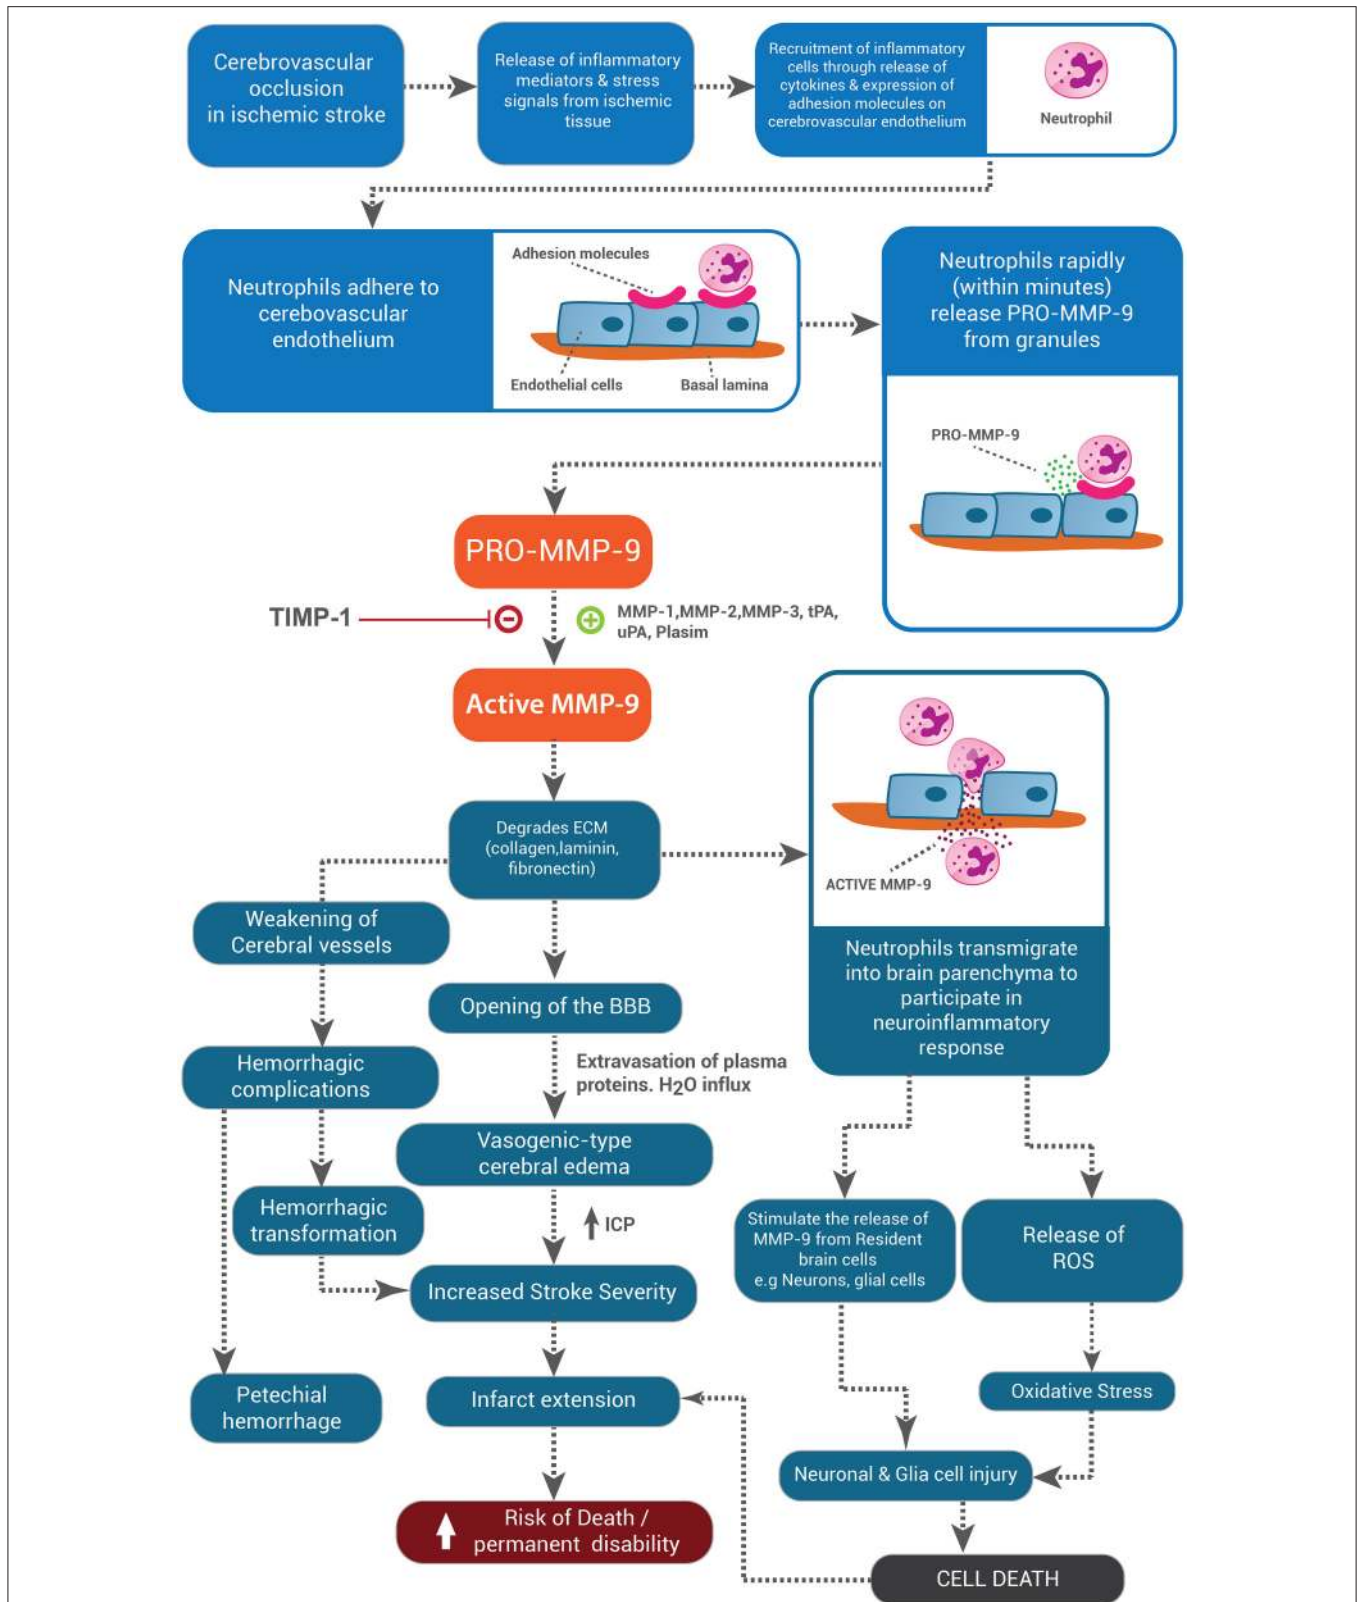 Cerebrovascular
occlusion
in ischemic stroke
Release of inflammatory
mediators & stress
signals from ischemic
tissue
Recruitment of inflammatory
cells through release of
cytokines & expression of
adhesion molecules on
cerebrovascular endothelium
Neutrophil
Neutrophils adhere to
cerebovascular
endothelium
Adhesion molecules
Endothelial cells
Basal lamina
Neutrophils rapidly
(within minutes)
release PRO-MMP-9
from granules
PRO-MMP-9
PRO-MMP-9
TIMP-1
MMP-1,MMP-2,MMP-3, tPA,
uPA, Plasim
Active MMP-9
Degrades ECM
(collagen,laminin,
fibronectin)
ACTIVE MMP-9
Neutrophils transmigrate
into brain parenchyma to
participate in
neuroinflammatory
response
Weakening of
Cerebral vessels
Opening of the BBB
Extravasation of plasma
proteins. H₂O influx
Hemorrhagic
complications
Vasogenic-type
cerebral edema
Hemorrhagic
transformation
ICP
Stimulate the release of
MMP-9 from Resident
brain cells
e.g Neurons, glial cells
Release of
ROS
Increased Stroke Severity
Petechial
hemorrhage
Infarct extension
Oxidative Stress
Neuronal & Glia cell injury
Risk of Death /
permanent disability
CELL DEATH